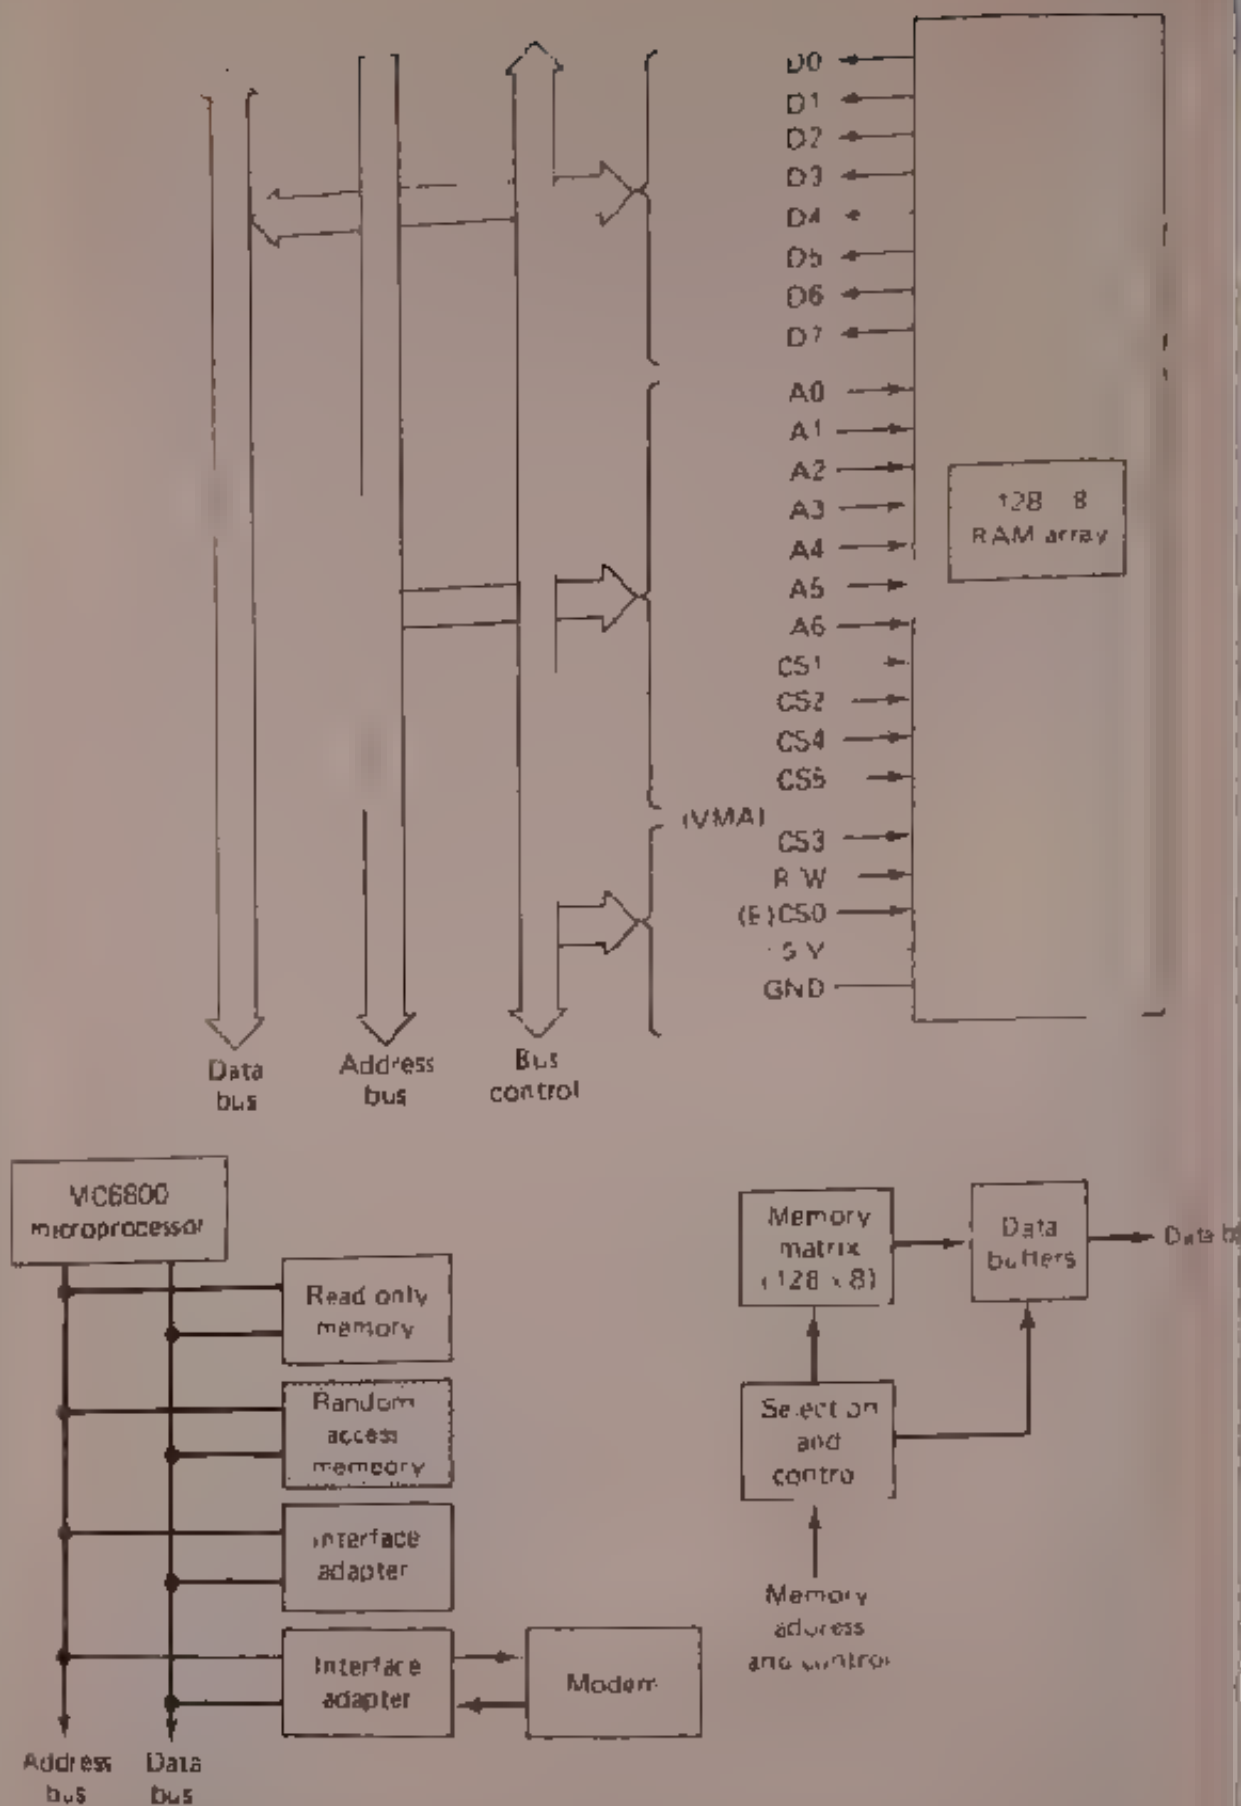 D0
D1
D2
D3
D4
D5
D6
D7
A0
A1
A2
A3
A4
A5
A6
CS1
CS2
CS4
CS5
(VMA)
CS3
R W
(E)CS0
5 V
GND
128 8
RAM array
Data
bus
Address
bus
Bus
control
MC6800
microprocessor
Read only
memory
Random
access
memeory
Interface
adapter
Interface
adapter
Modem
Address
bus
Data
bus
Memory
matrix
(128 x 8)
Data
buffers
Data
Selection
and
control
Memory
address
and control